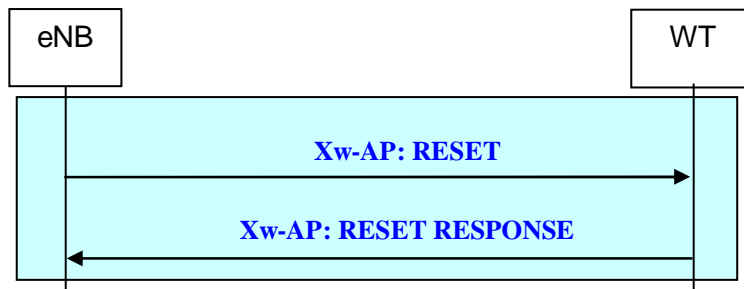 eNB
WT
Xw-AP: RESET
Xw-AP: RESET RESPONSE